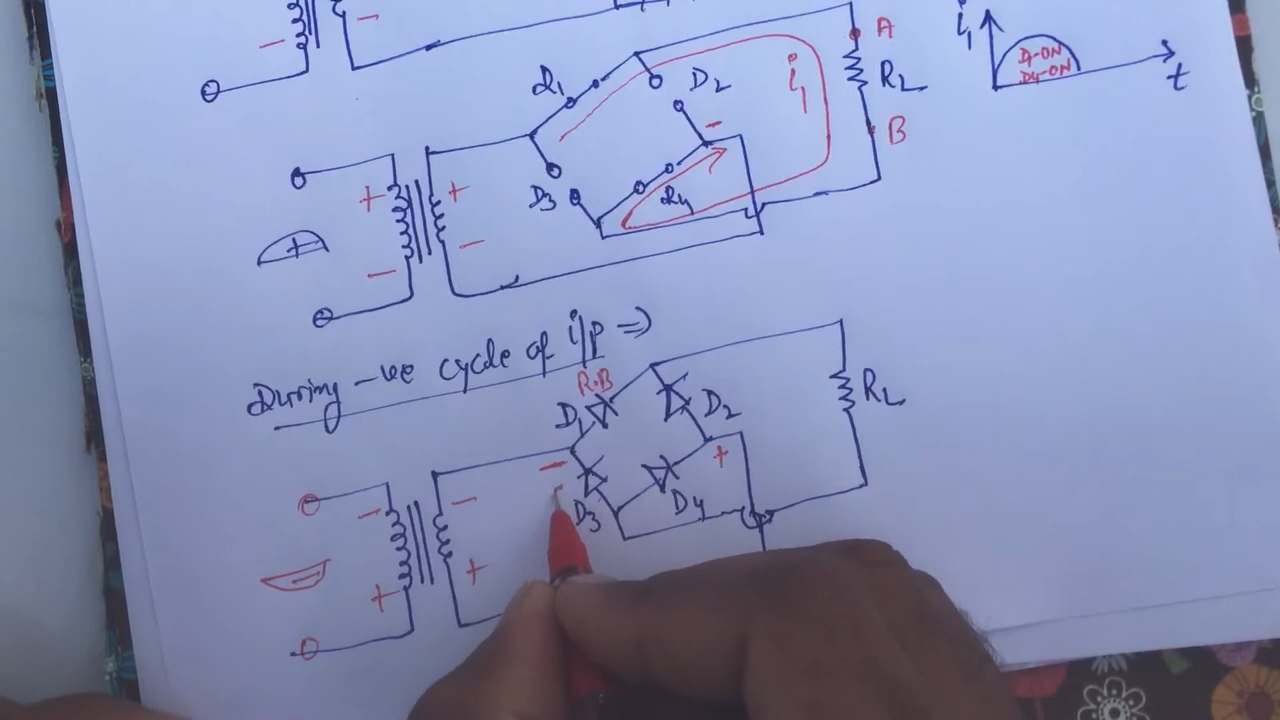 -
-
A
RL
B
i1
D1-ON
D4-ON
t
D1
D2
i1
-
D3
D4
+
-
+
-
+
During -ve cycle of i/p =>
R.B
D1
D2
RL
-
+
D3
D4
-
-
+
+
-